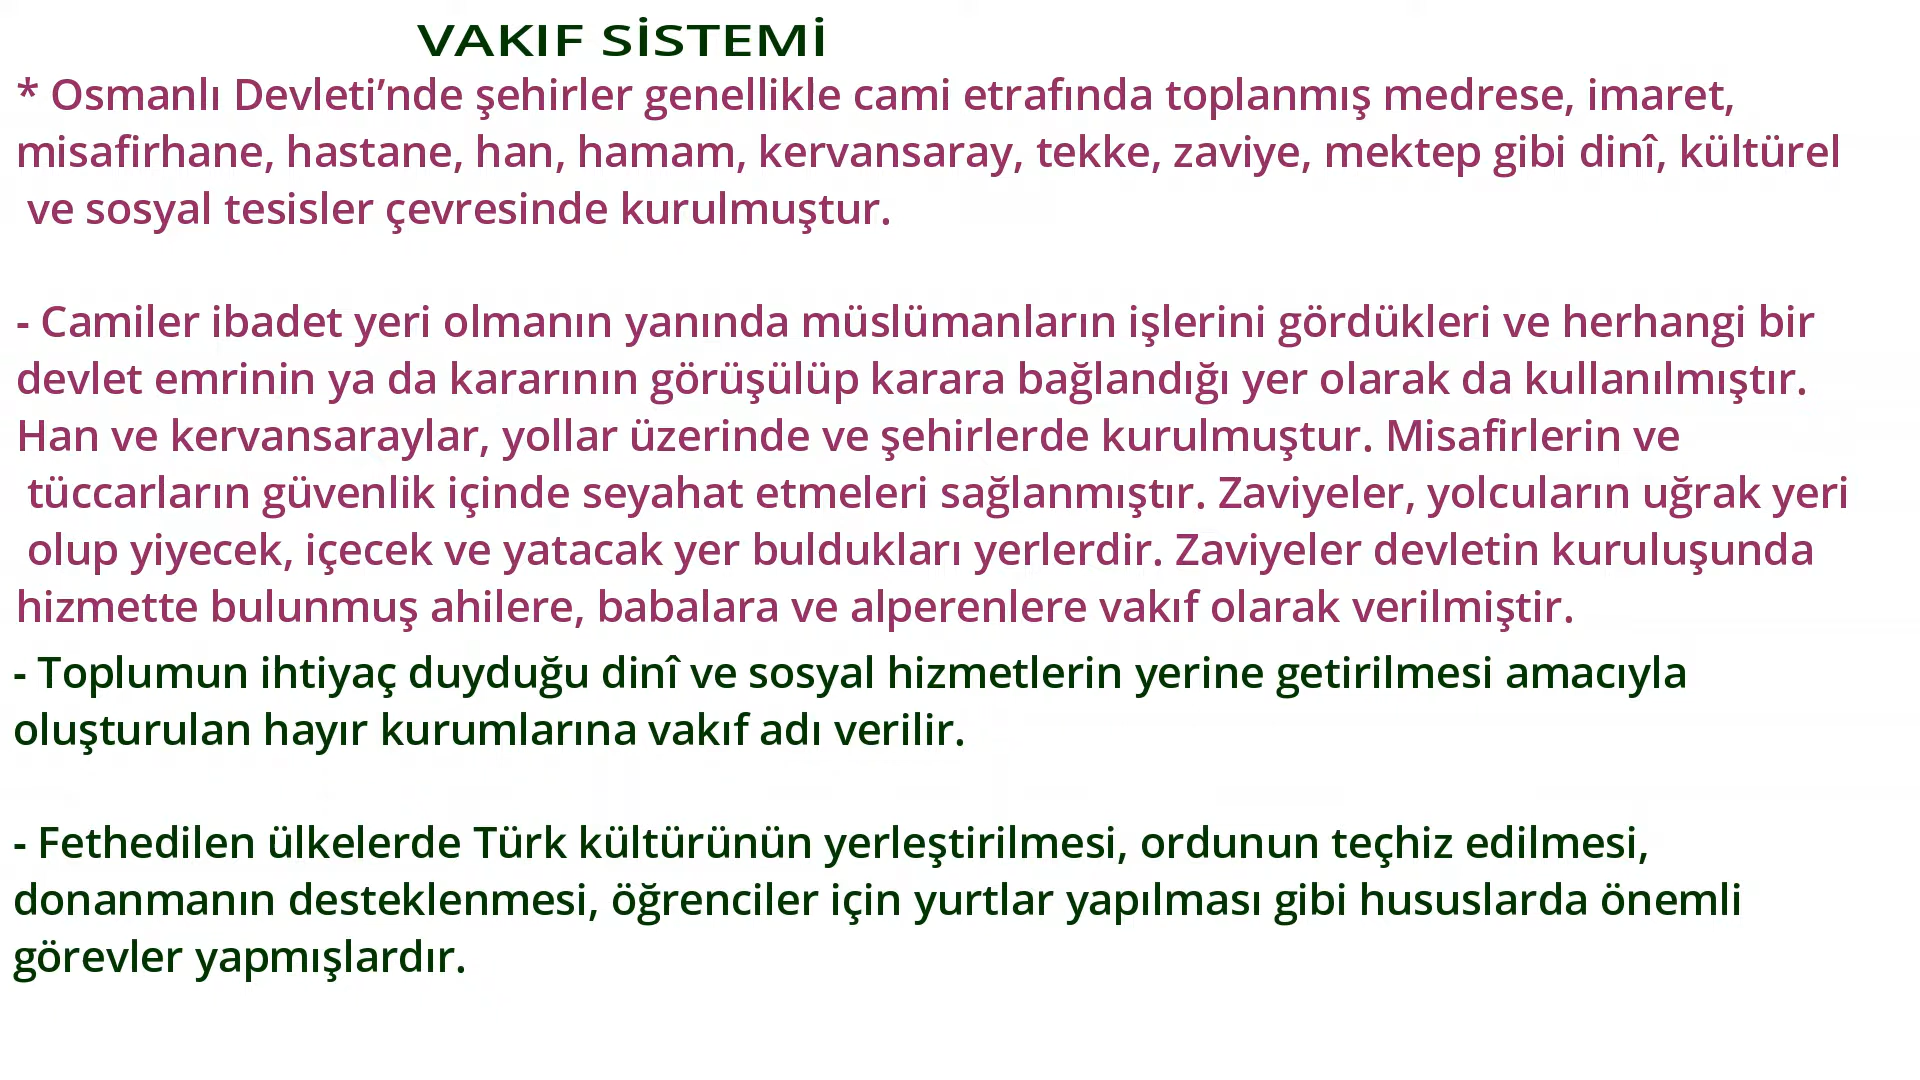 VAKIF SİSTEMİ
* Osmanlı Devleti’nde şehirler genellikle cami etrafında toplanmış medrese, imaret,
misafirhane, hastane, han, hamam, kervansaray, tekke, zaviye, mektep gibi dinî, kültürel
ve sosyal tesisler çevresinde kurulmuştur.
- Camiler ibadet yeri olmanın yanında müslümanların işlerini gördükleri ve herhangi bir
devlet emrinin ya da kararının görüşülüp karara bağlandığı yer olarak da kullanılmıştır.
Han ve kervansaraylar, yollar üzerinde ve şehirlerde kurulmuştur. Misafirlerin ve
tüccarların güvenlik içinde seyahat etmeleri sağlanmıştır. Zaviyeler, yolcuların uğrak yeri
olup yiyecek, içecek ve yatacak yer buldukları yerlerdir. Zaviyeler devletin kuruluşunda
hizmette bulunmuş ahilere, babalara ve alperenlere vakıf olarak verilmiştir.
- Toplumun ihtiyaç duyduğu dinî ve sosyal hizmetlerin yerine getirilmesi amacıyla
oluşturulan hayır kurumlarına vakıf adı verilir.
- Fethedilen ülkelerde Türk kültürünün yerleştirilmesi, ordunun teçhiz edilmesi,
donanmanın desteklenmesi, öğrenciler için yurtlar yapılması gibi hususlarda önemli
görevler yapmışlardır.